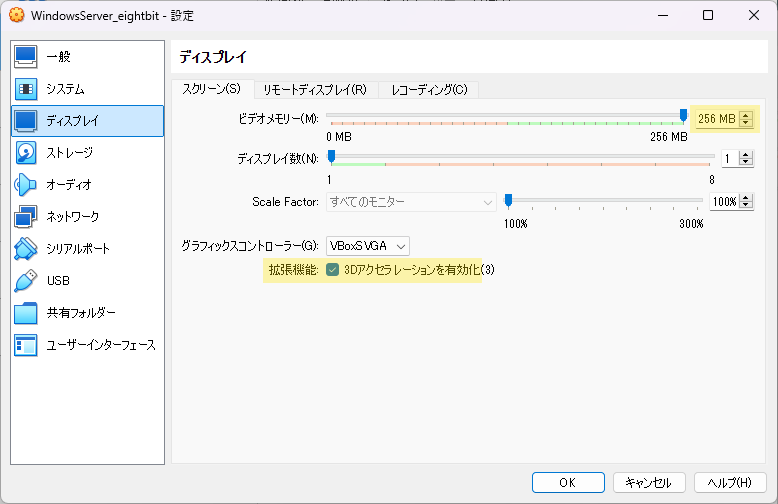 WindowsServer_eightbit - 設定
一般
システム
ディスプレイ
ストレージ
オーディオ
ネットワーク
シリアルポート
USB
共有フォルダー
ユーザーインターフェース
ディスプレイ
スクリーン(S) リモートディスプレイ(R) レコーディング(C)
ビデオメモリー(M): 256 MB
0 MB 256 MB
ディスプレイ数(N): 1
1 8
Scale Factor: すべてのモニター 100%
100% 300%
グラフィックスコントローラー(G): VBoxSVGA
拡張機能: 3Dアクセラレーションを有効化(3)
OK キャンセル ヘルプ(H)